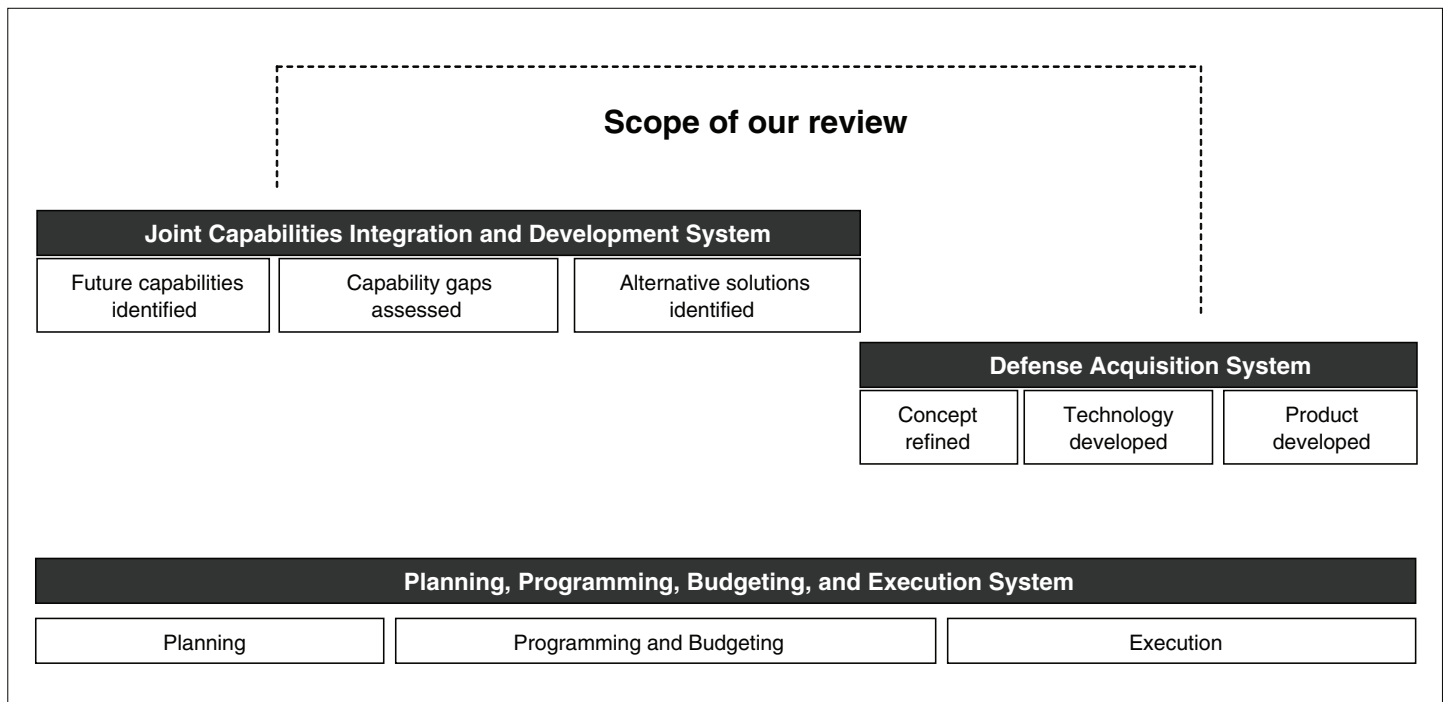 Scope of our review
Joint Capabilities Integration and Development System
Future capabilities
identified
Capability gaps
assessed
Alternative solutions
identified
Defense Acquisition System
Concept
refined
Technology
developed
Product
developed
Planning, Programming, Budgeting, and Execution System
Planning
Programming and Budgeting
Execution